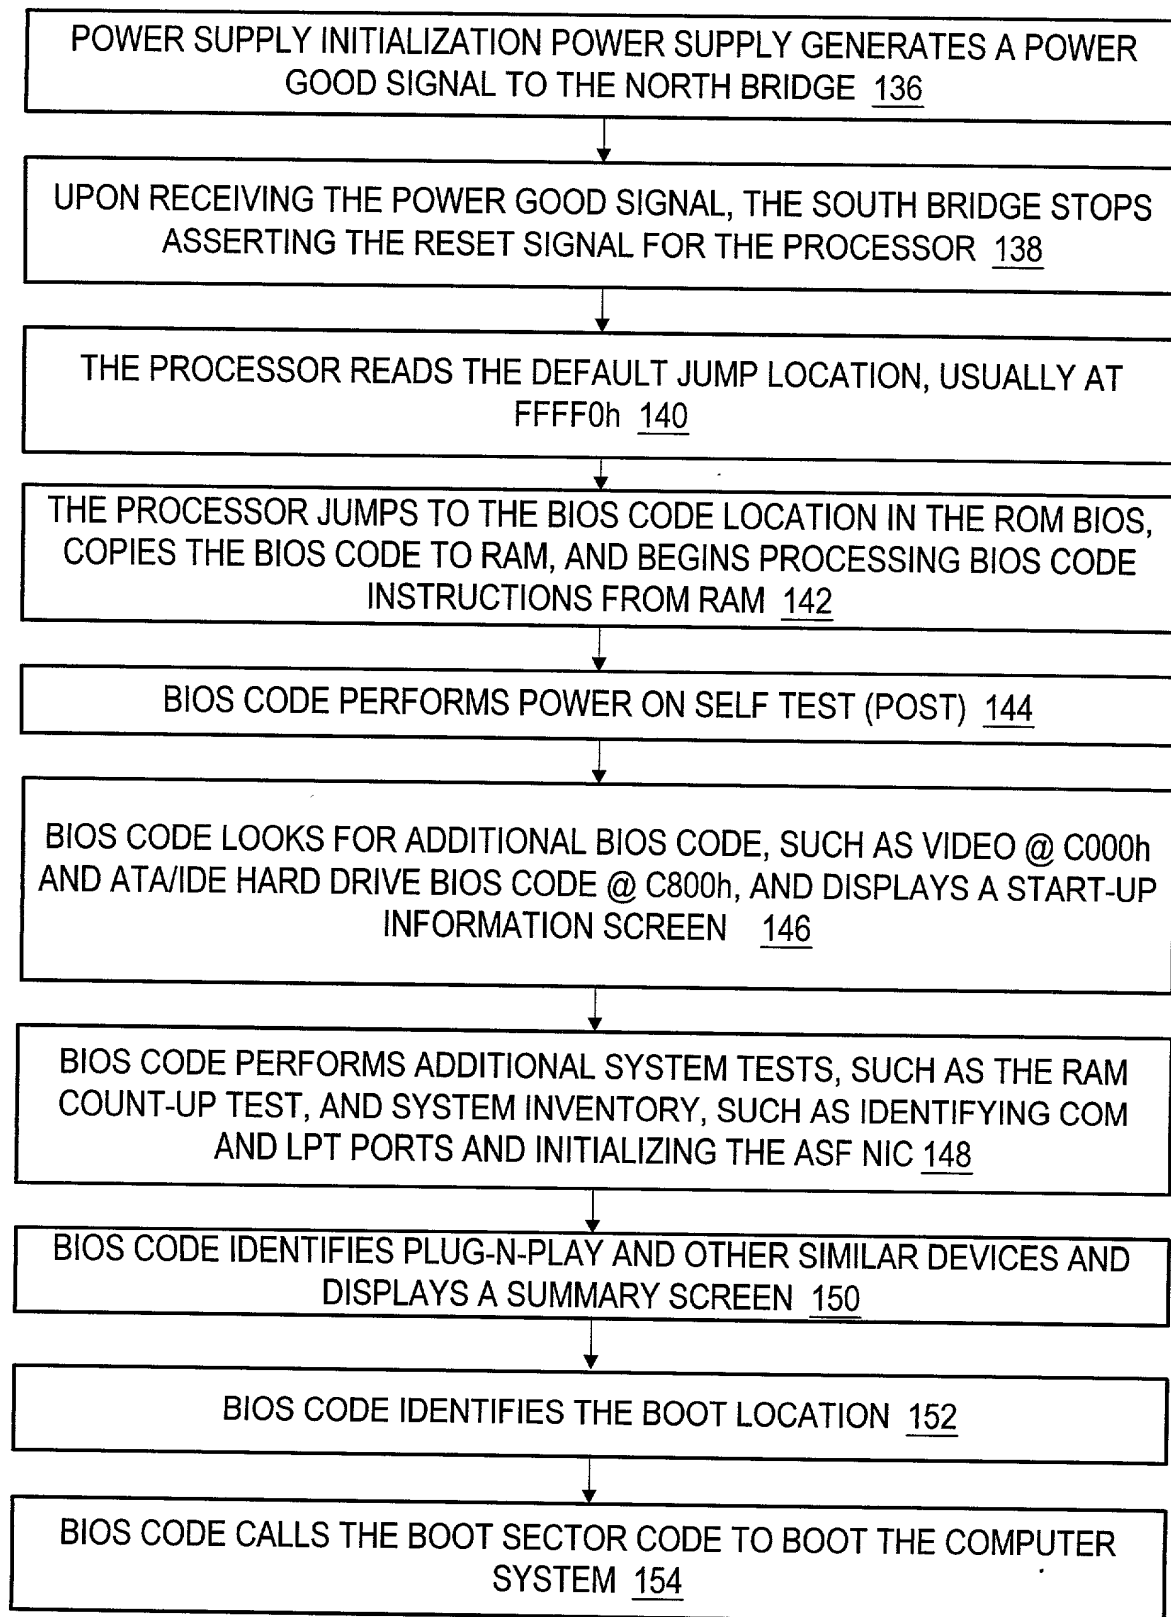 POWER SUPPLY INITIALIZATION POWER SUPPLY GENERATES A POWER
GOOD SIGNAL TO THE NORTH BRIDGE 136
UPON RECEIVING THE POWER GOOD SIGNAL, THE SOUTH BRIDGE STOPS
ASSERTING THE RESET SIGNAL FOR THE PROCESSOR 138
THE PROCESSOR READS THE DEFAULT JUMP LOCATION, USUALLY AT
FFFF0h 140
THE PROCESSOR JUMPS TO THE BIOS CODE LOCATION IN THE ROM BIOS,
COPIES THE BIOS CODE TO RAM, AND BEGINS PROCESSING BIOS CODE
INSTRUCTIONS FROM RAM 142
BIOS CODE PERFORMS POWER ON SELF TEST (POST) 144
BIOS CODE LOOKS FOR ADDITIONAL BIOS CODE, SUCH AS VIDEO @ C000h
AND ATA/IDE HARD DRIVE BIOS CODE @ C800h, AND DISPLAYS A START-UP
INFORMATION SCREEN 146
BIOS CODE PERFORMS ADDITIONAL SYSTEM TESTS, SUCH AS THE RAM
COUNT-UP TEST, AND SYSTEM INVENTORY, SUCH AS IDENTIFYING COM
AND LPT PORTS AND INITIALIZING THE ASF NIC 148
BIOS CODE IDENTIFIES PLUG-N-PLAY AND OTHER SIMILAR DEVICES AND
DISPLAYS A SUMMARY SCREEN 150
BIOS CODE IDENTIFIES THE BOOT LOCATION 152
BIOS CODE CALLS THE BOOT SECTOR CODE TO BOOT THE COMPUTER
SYSTEM 154